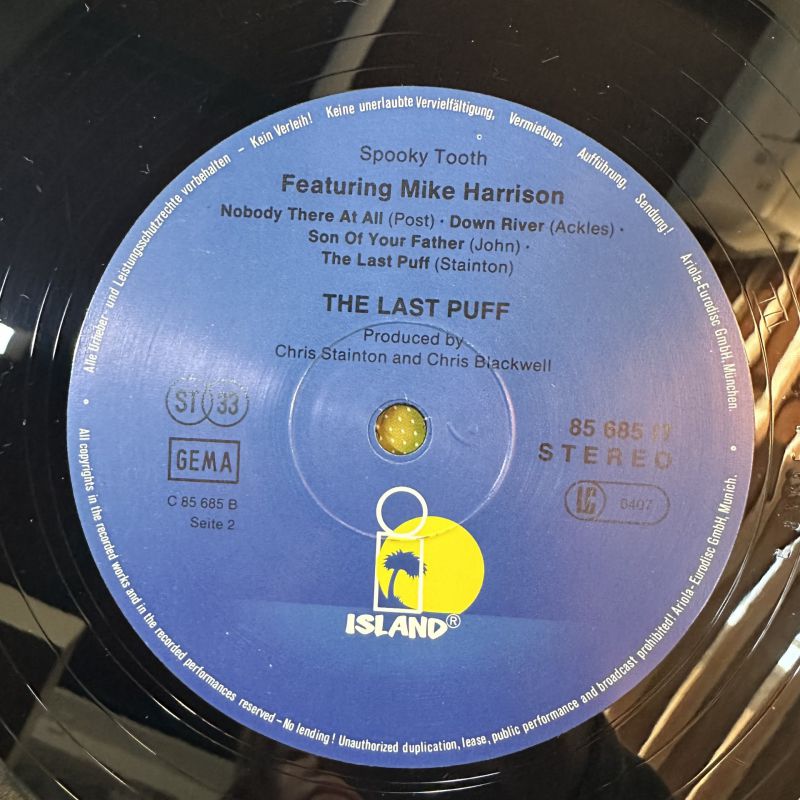 Alle Urheber- und Leistungsschutzrechte vorbehalten – Kein Verleih! Keine unerlaubte Vervielfältigung, Vermietung, Aufführung, Sendung! Ariola-Eurodisc GmbH, München.
Spooky Tooth
Featuring Mike Harrison
Nobody There At All (Post) · Down River (Ackles) ·
Son Of Your Father (John) ·
The Last Puff (Stainton)
THE LAST PUFF
Produced by
Chris Stainton and Chris Blackwell
ST 33
GEMA
C 85 685 B
Seite 2
85 685
STEREO
LC 0407
ISLAND®
All copyrights in the recorded works and in the recorded performances reserved – No lending! Unauthorized duplication, lease, public performance and broadcast prohibited! Ariola-Eurodisc GmbH, Munich.